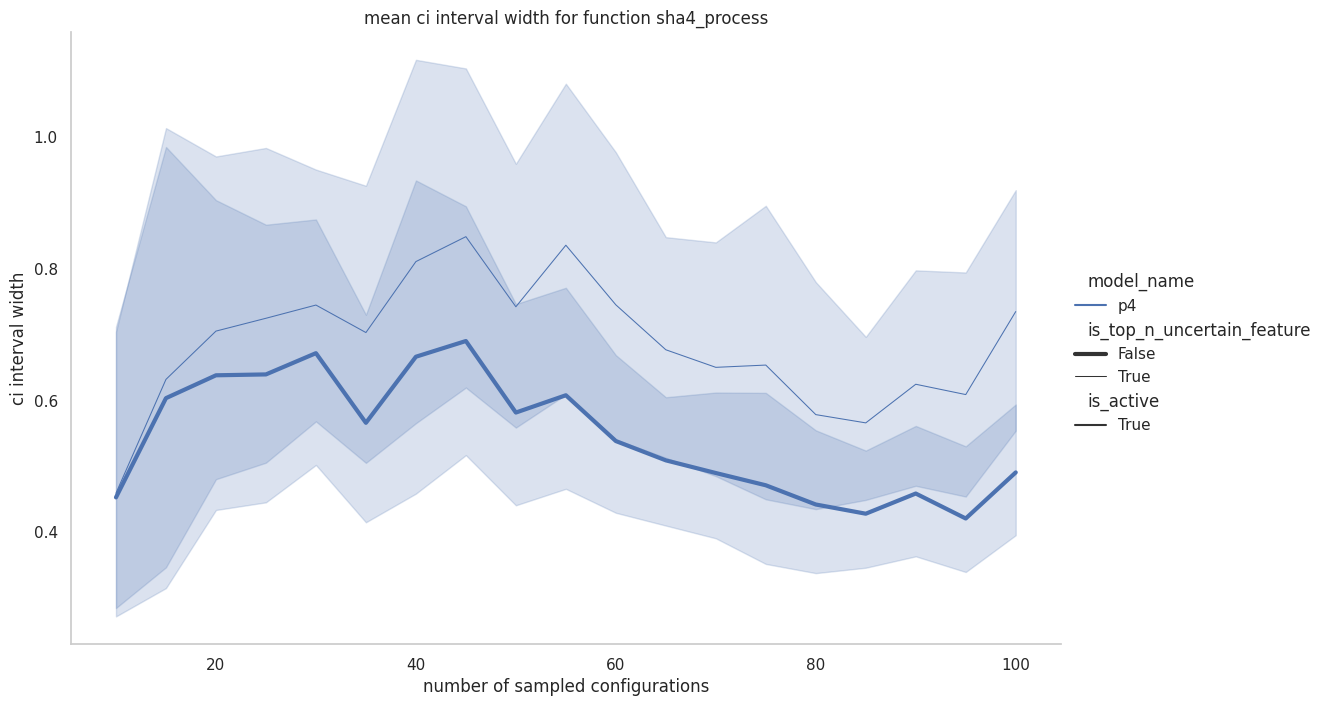 mean ci interval width for function sha4_process
1.0
0.8
0.6
0.4
ci interval width
20 40 60 80 100
number of sampled configurations
model_name
p4
is_top_n_uncertain_feature
False
True
is_active
True